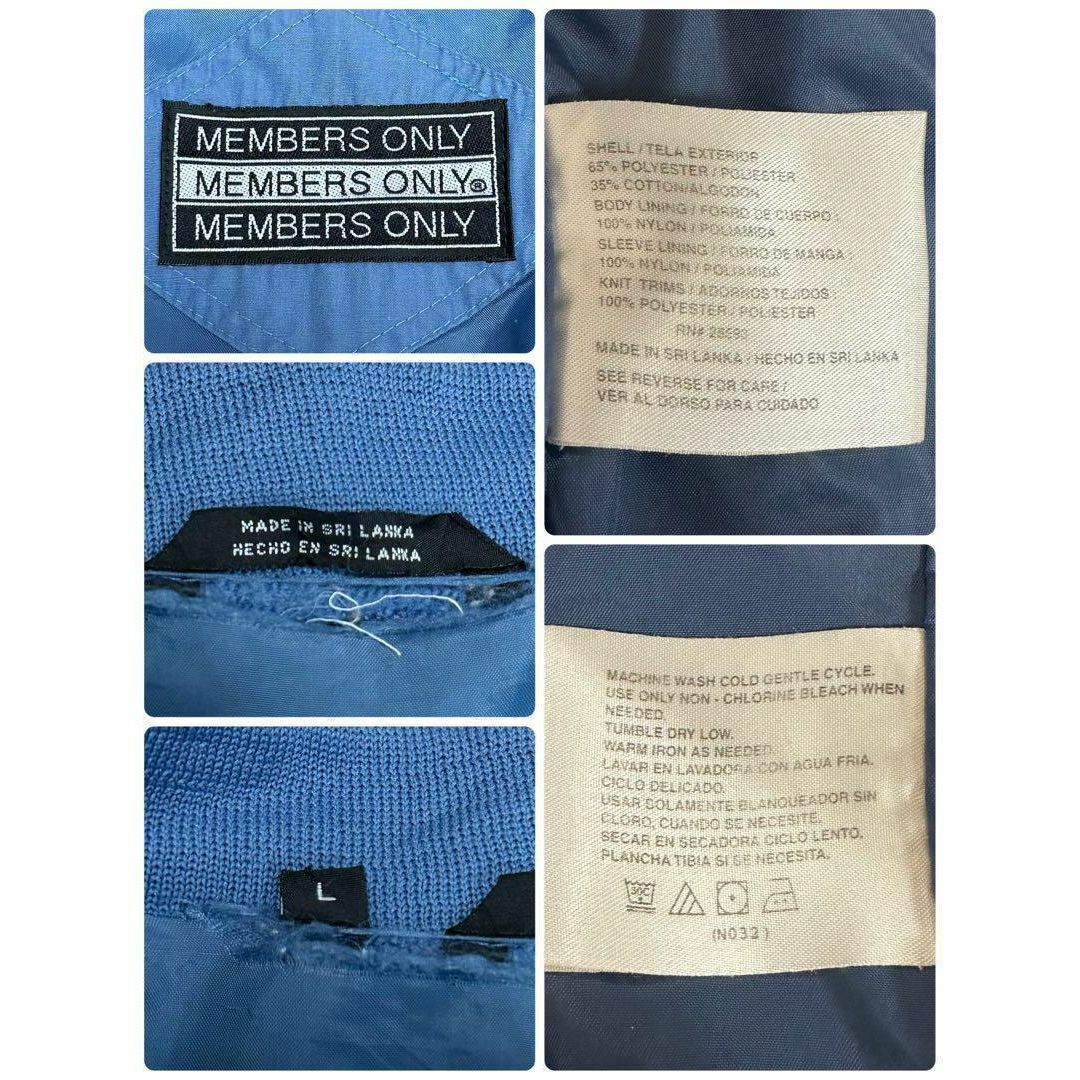 MEMBERS ONLY
MEMBERS ONLY®
MEMBERS ONLY
MADE IN SRI LANKA
HECHO EN SRI LANKA
L
SHELL / TELA EXTERIOR
65% POLYESTER / POLIESTER
35% COTTON/ALGODON
BODY LINING / FORRO DE CUERPO :
100% NYLON / POLIAMIDA
SLEEVE LINING / FORRO DE MANGA :
100% NYLON / POLIAMIDA
KNIT TRIMS / ADORNOS TEJIDOS :
100% POLYESTER / POLIESTER
RN#
MADE IN SRI LANKA / HECHO EN SRI LANKA
SEE REVERSE FOR CARE /
VER AL DORSO PARA CUIDADO
MACHINE WASH COLD GENTLE CYCLE.
USE ONLY NON - CHLORINE BLEACH WHEN
NEEDED.
TUMBLE DRY LOW.
WARM IRON AS NEEDED.
LAVAR EN LAVADORA CON AGUA FRIA.
CICLO DELICADO.
USAR SOLAMENTE BLANQUEADOR SIN
CLORO, CUANDO SE NECESITE.
SECAR EN SECADORA CICLO LENTO.
PLANCHA TIBIA SI SE NECESITA.
30C
(N032)